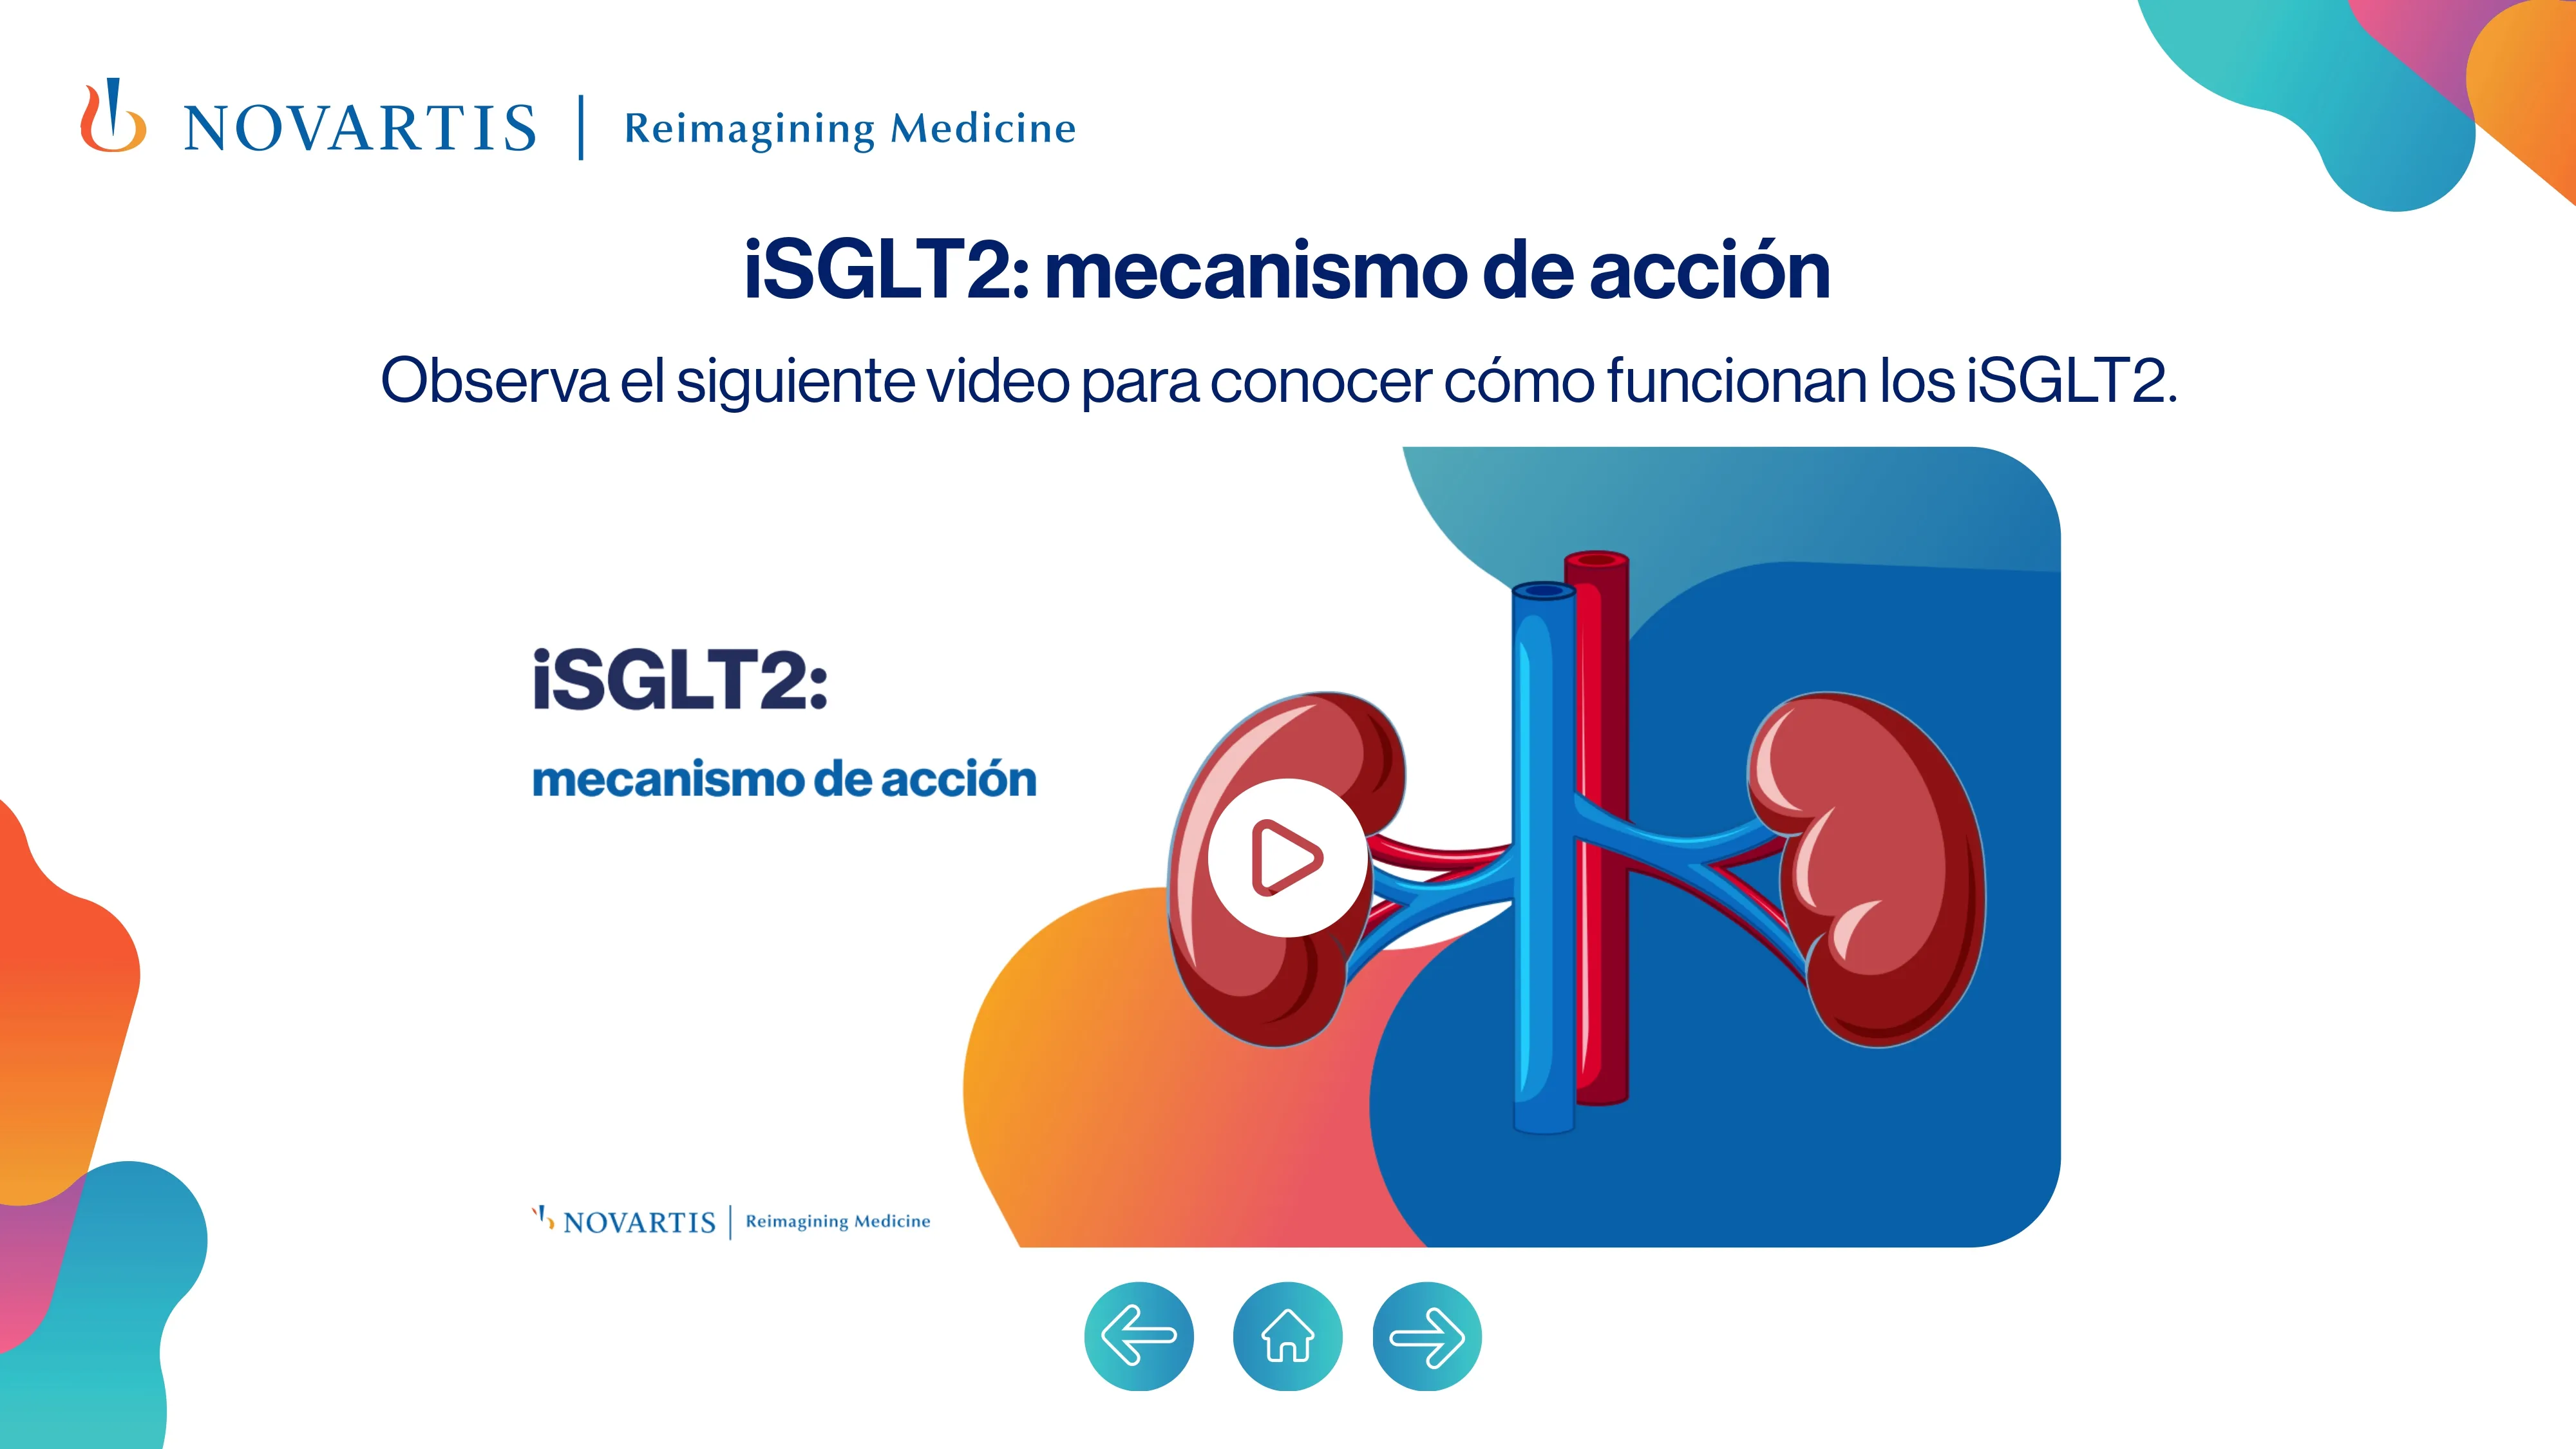 NOVARTIS | Reimagining Medicine
iSGLT2: mecanismo de acción
Observa el siguiente video para conocer cómo funcionan los iSGLT2.
iSGLT2:
mecanismo de acción
NOVARTIS | Reimagining Medicine